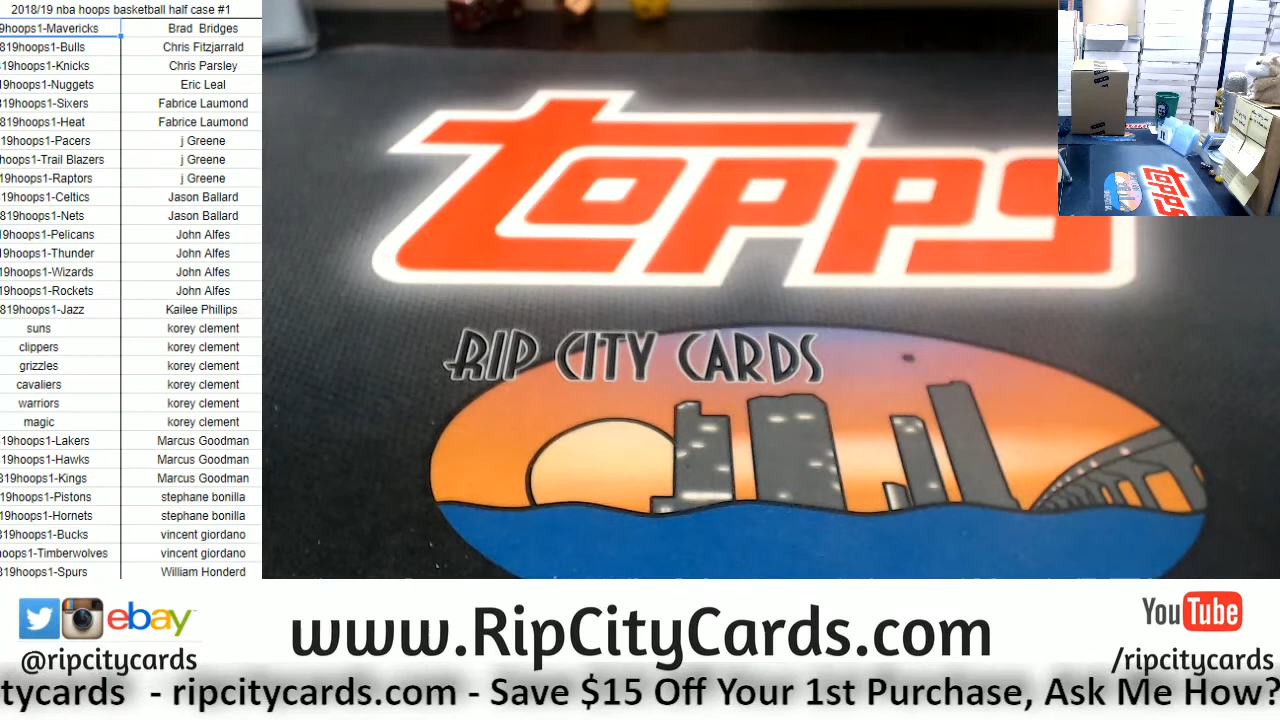 2018/19 nba hoops basketball half case #1
9hoops1-Mavericks Brad Bridges
819hoops1-Bulls Chris Fitzjarrald
19hoops1-Knicks Chris Parsley
9hoops1-Nuggets Eric Leal
819hoops1-Sixers Fabrice Laumond
819hoops1-Heat Fabrice Laumond
19hoops1-Pacers j Greene
hoops1-Trail Blazers j Greene
19hoops1-Raptors j Greene
19hoops1-Celtics Jason Ballard
819hoops1-Nets Jason Ballard
9hoops1-Pelicans John Alfes
9hoops1-Thunder John Alfes
9hoops1-Wizards John Alfes
9hoops1-Rockets John Alfes
819hoops1-Jazz Kailee Phillips
suns korey clement
clippers korey clement
grizzles korey clement
cavaliers korey clement
warriors korey clement
magic korey clement
19hoops1-Lakers Marcus Goodman
19hoops1-Hawks Marcus Goodman
819hoops1-Kings Marcus Goodman
19hoops1-Pistons stephane bonilla
9hoops1-Hornets stephane bonilla
819hoops1-Bucks vincent giordano
hoops1-Timberwolves vincent giordano
819hoops1-Spurs William Honderd
topps
RIP CITY CARDS
topps
ebay
@ripcitycards
www.RipCityCards.com
YouTube
/ripcitycards
tycards - ripcitycards.com - Save $15 Off Your 1st Purchase, Ask Me How?